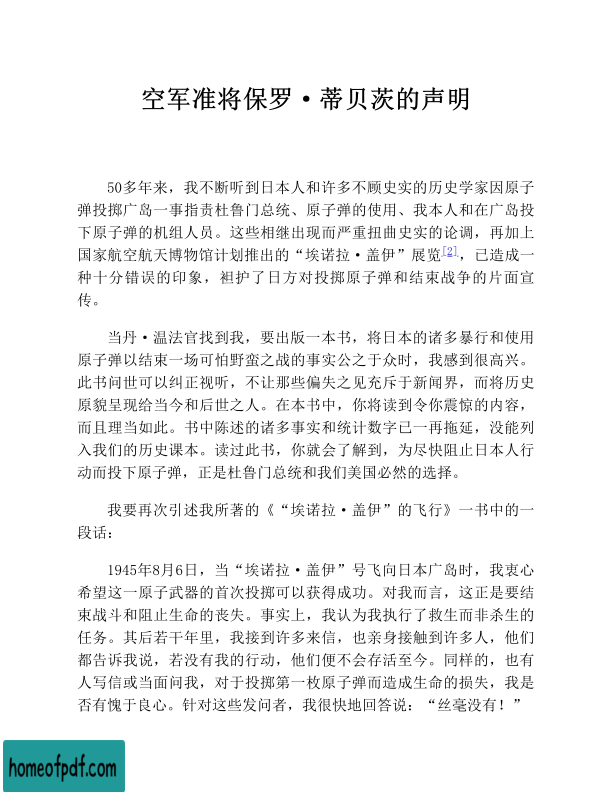 空军准将保罗·蒂贝茨的声明
50多年来，我不断听到日本人和许多不顾史实的历史学家因原子
弹投掷广岛一事指责杜鲁门总统、原子弹的使用、我本人和在广岛投
下原子弹的机组人员。这些相继出现而严重扭曲史实的论调，再加上
国家航空航天博物馆计划推出的“埃诺拉·盖伊”展览[2]，已造成一
种十分错误的印象，袒护了日方对投掷原子弹和结束战争的片面宣
传。
当丹·温法官找到我，要出版一本书，将日本的诸多暴行和使用
原子弹以结束一场可怕野蛮之战的事实公之于众时，我感到很高兴。
此书问世可以纠正视听，不让那些偏失之见充斥于新闻界，而将历史
原貌呈现给当今和后世之人。在本书中，你将读到令你震惊的内容，
而且理当如此。书中陈述的诸多事实和统计数字已一再拖延，没能列
入我们的历史课本。读过此书，你就会了解到，为尽快阻止日本人行
动而投下原子弹，正是杜鲁门总统和我们美国必然的选择。
我要再次引述我所著的《“埃诺拉·盖伊”的飞行》一书中的一
段话：
1945年8月6日，当“埃诺拉·盖伊”号飞向日本广岛时，我衷心
希望这一原子武器的首次投掷可以获得成功。对我而言，这正是要结
束战斗和阻止生命的丧失。事实上，我认为我执行了救生而非杀生的
任务。其后若干年里，我接到许多来信，也亲身接触到许多人，他们
都告诉我说，若没有我的行动，他们便不会存活至今。同样的，也有
人写信或当面问我，对于投掷第一枚原子弹而造成生命的损失，我是
否有愧于良心。针对这些发问者，我很快地回答说：“丝毫没有！”
homeofpdf.com